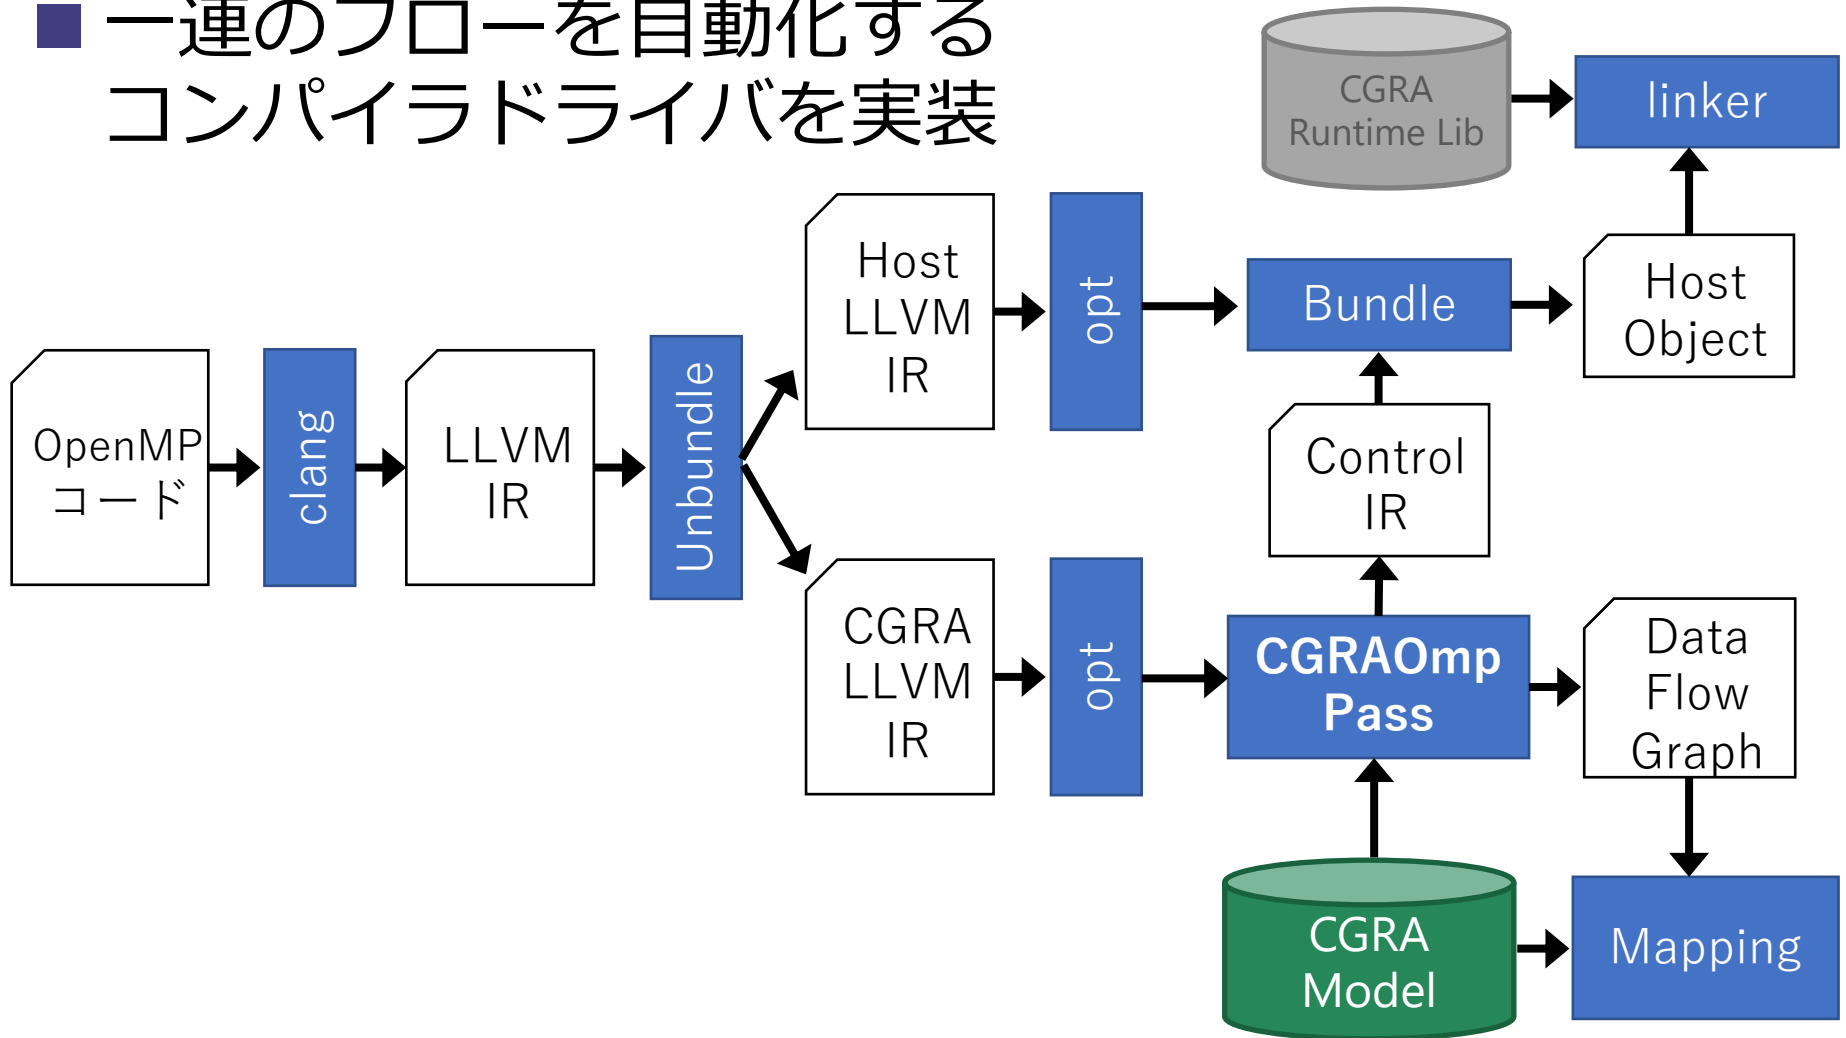 一連のフローを自動化する
コンパイラドライバを実装
CGRA
Runtime Lib
linker
Host
LLVM
IR
opt
Bundle
Host
Object
OpenMP
コード
clang
LLVM
IR
Unbundle
Control
IR
CGRA
LLVM
IR
opt
CGRAOmp
Pass
Data
Flow
Graph
CGRA
Model
Mapping